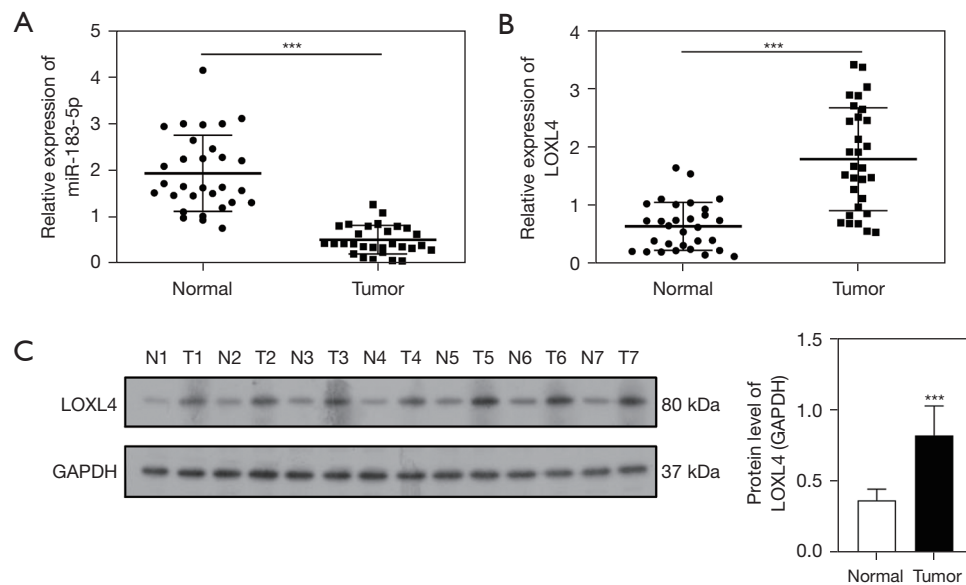 A
Relative expression of
miR-183-5p
5
4
3
2
1
0
***
Normal Tumor
B
Relative expression of
LOXL4
4
3
2
1
0
***
Normal Tumor
C
N1 T1 N2 T2 N3 T3 N4 T4 N5 T5 N6 T6 N7 T7
LOXL4 80 kDa
GAPDH 37 kDa
Protein level of
LOXL4 (GAPDH)
1.5
1.0
0.5
0.0
***
Normal Tumor